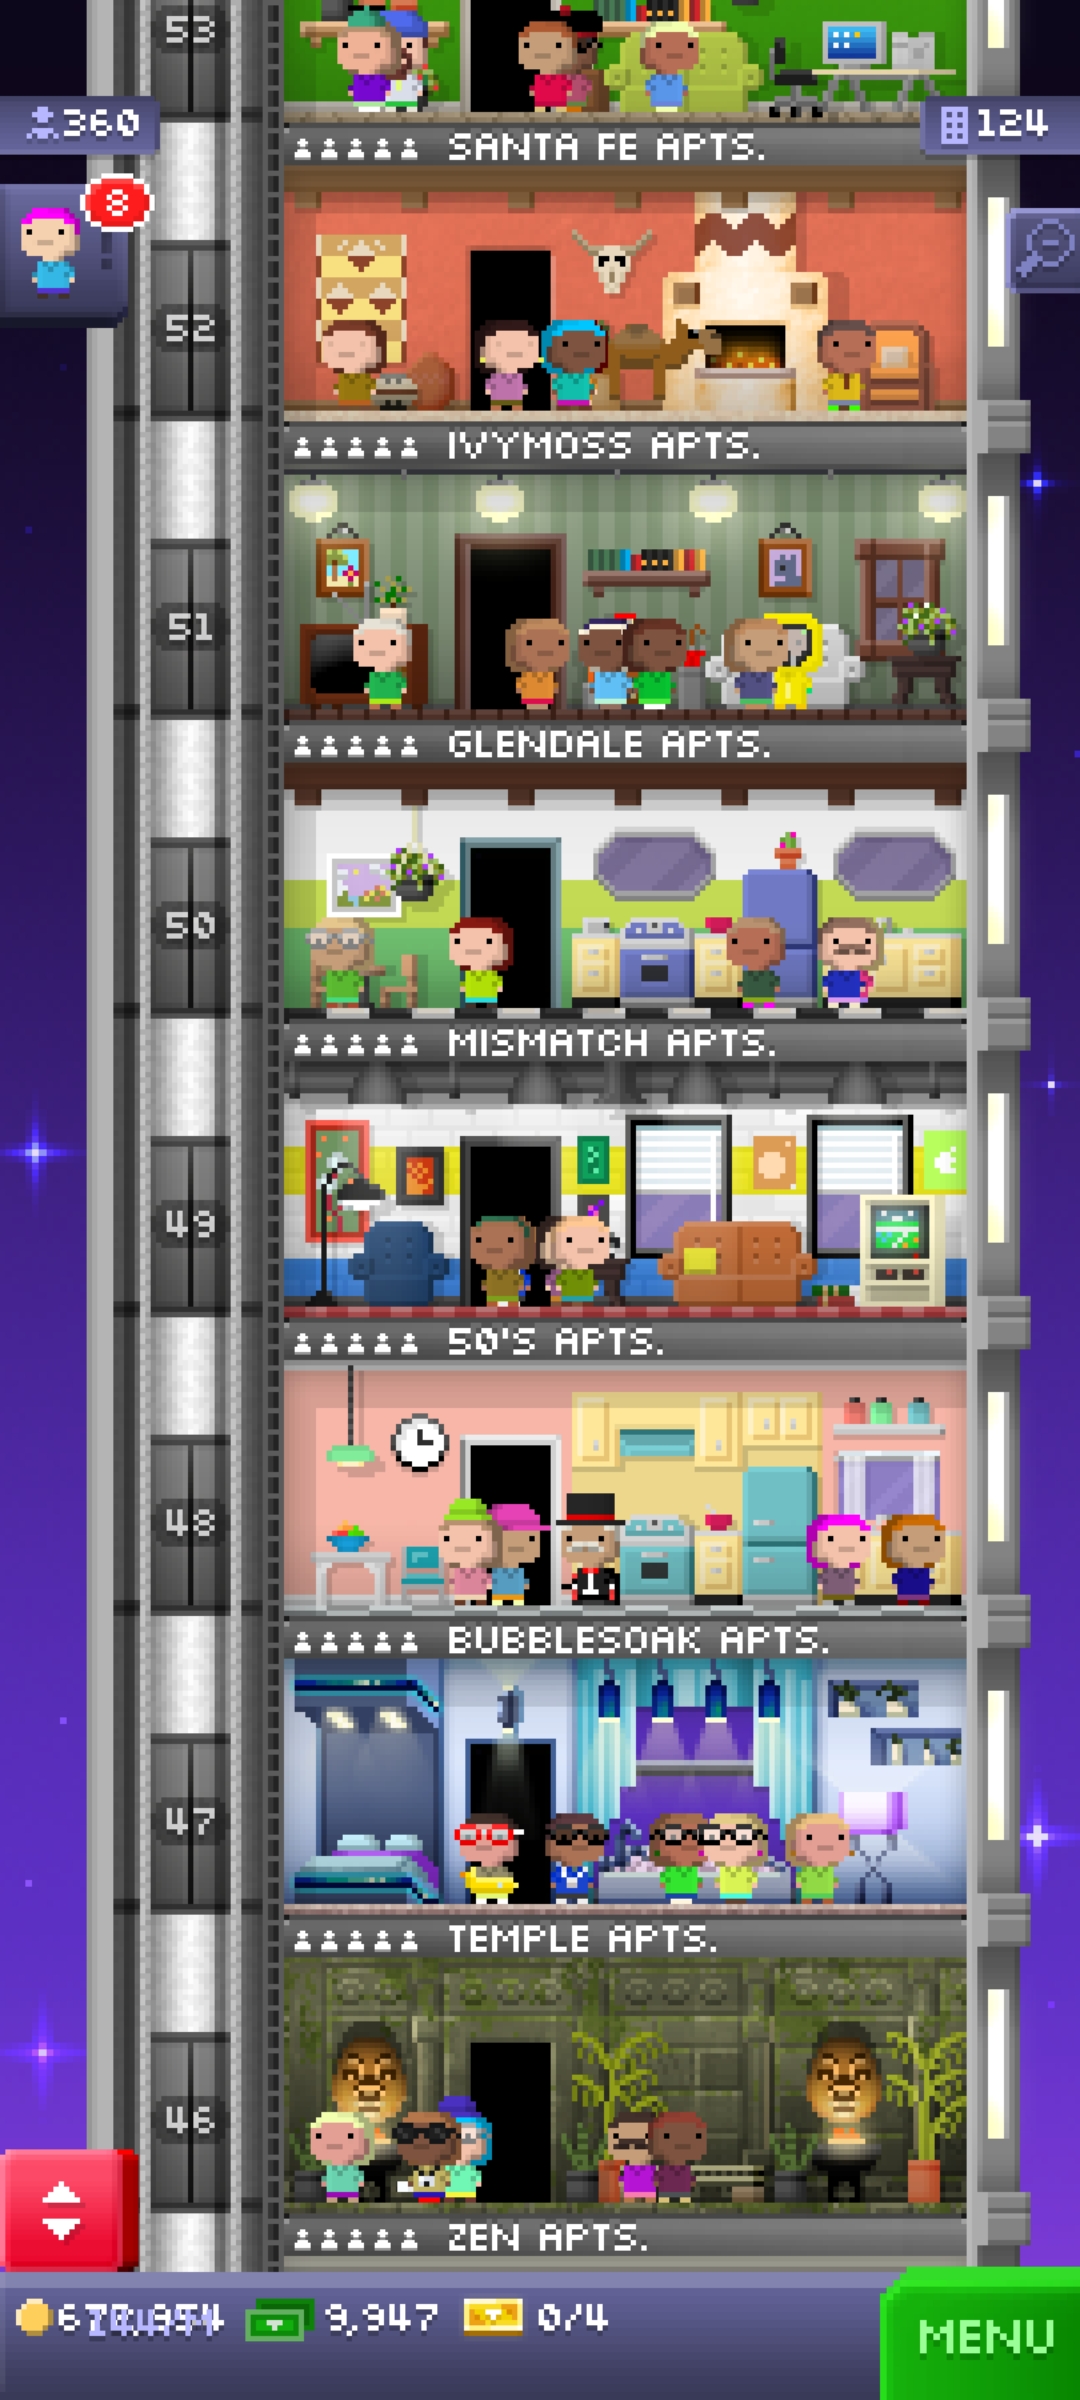 53
360
124
SANTA FE APTS.
8
52
IVYMOSS APTS.
51
GLENDALE APTS.
50
MISMATCH APTS.
49
50'S APTS.
48
BUBBLESOAK APTS.
47
TEMPLE APTS.
46
ZEN APTS.
9,947
0/4
MENU